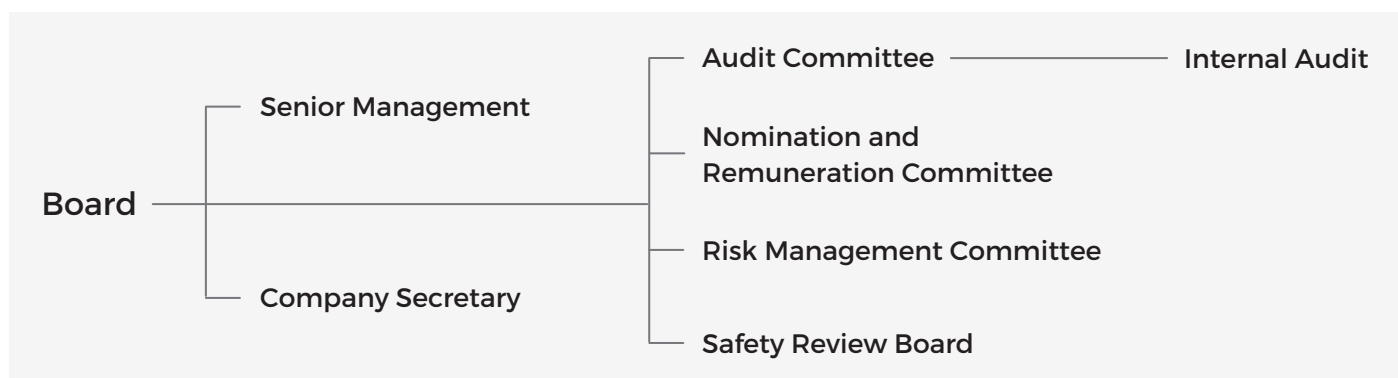 Board
Senior Management
Company Secretary
Audit Committee
Nomination and
Remuneration Committee
Risk Management Committee
Safety Review Board
Internal Audit